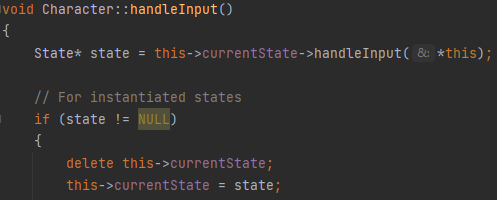 void Character::handleInput()
{
    State* state = this->currentState->handleInput( &: *this);

    // For instantiated states
    if (state != NULL)
    {
        delete this->currentState;
        this->currentState = state;